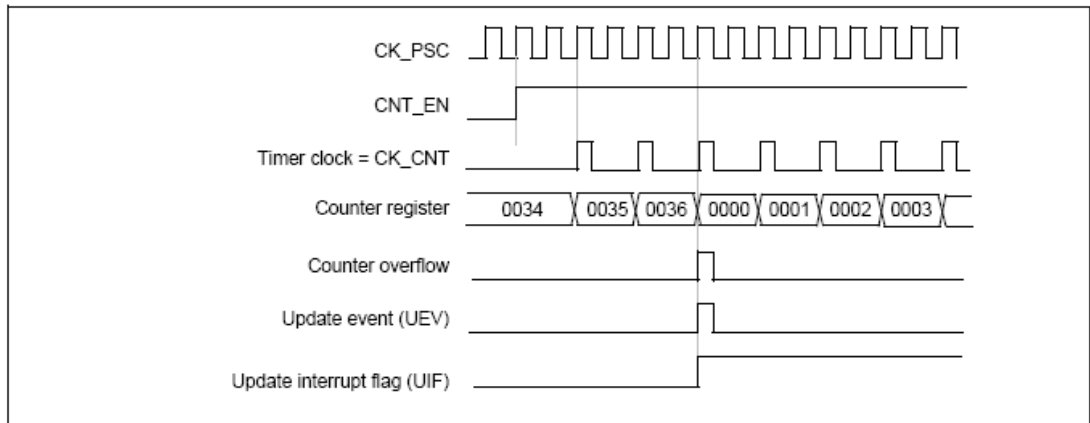 CK_PSC
CNT_EN
Timer clock = CK_CNT
Counter register 0034 0035 0036 0000 0001 0002 0003
Counter overflow
Update event (UEV)
Update interrupt flag (UIF)